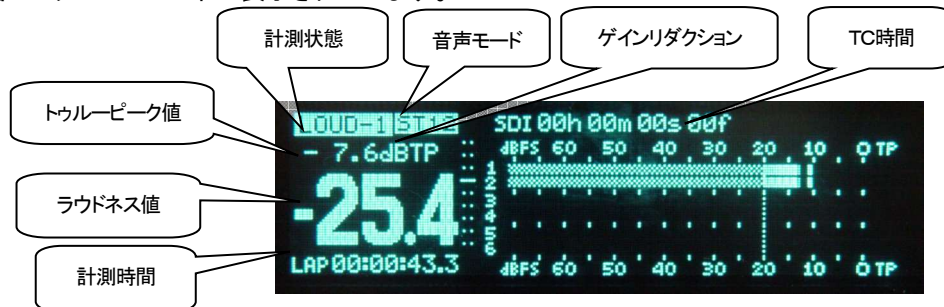 計測状態
音声モード
ゲインリダクション
TC時間
トゥルーピーク値
ラウドネス値
計測時間
LOUD-1 ST12 SDI 00h 00m 00s 00f
- 7.6dBTP
dBFS 60 50 40 30 20 10 0 TP
1
2
3
4
5
6
-25.4
LAP 00:00:43.3
dBFS 60 50 40 30 20 10 0 TP